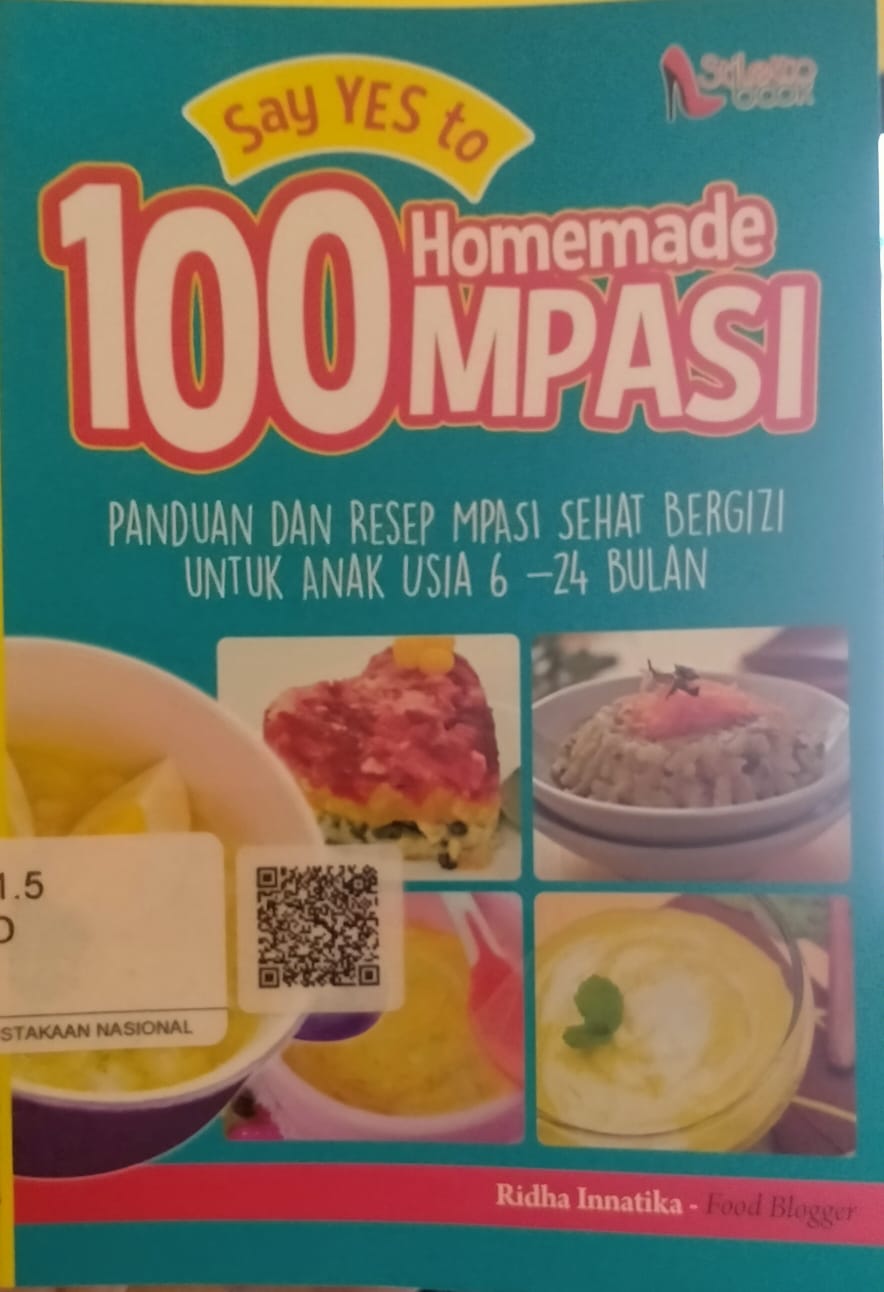 Say YES to
Stiletto
book
100 Homemade
MPASI
PANDUAN DAN RESEP MPASI SEHAT BERGIZI
UNTUK ANAK USIA 6 – 24 BULAN
1.5
STAKAAN NASIONAL
Ridha Innatika - Food Blogger